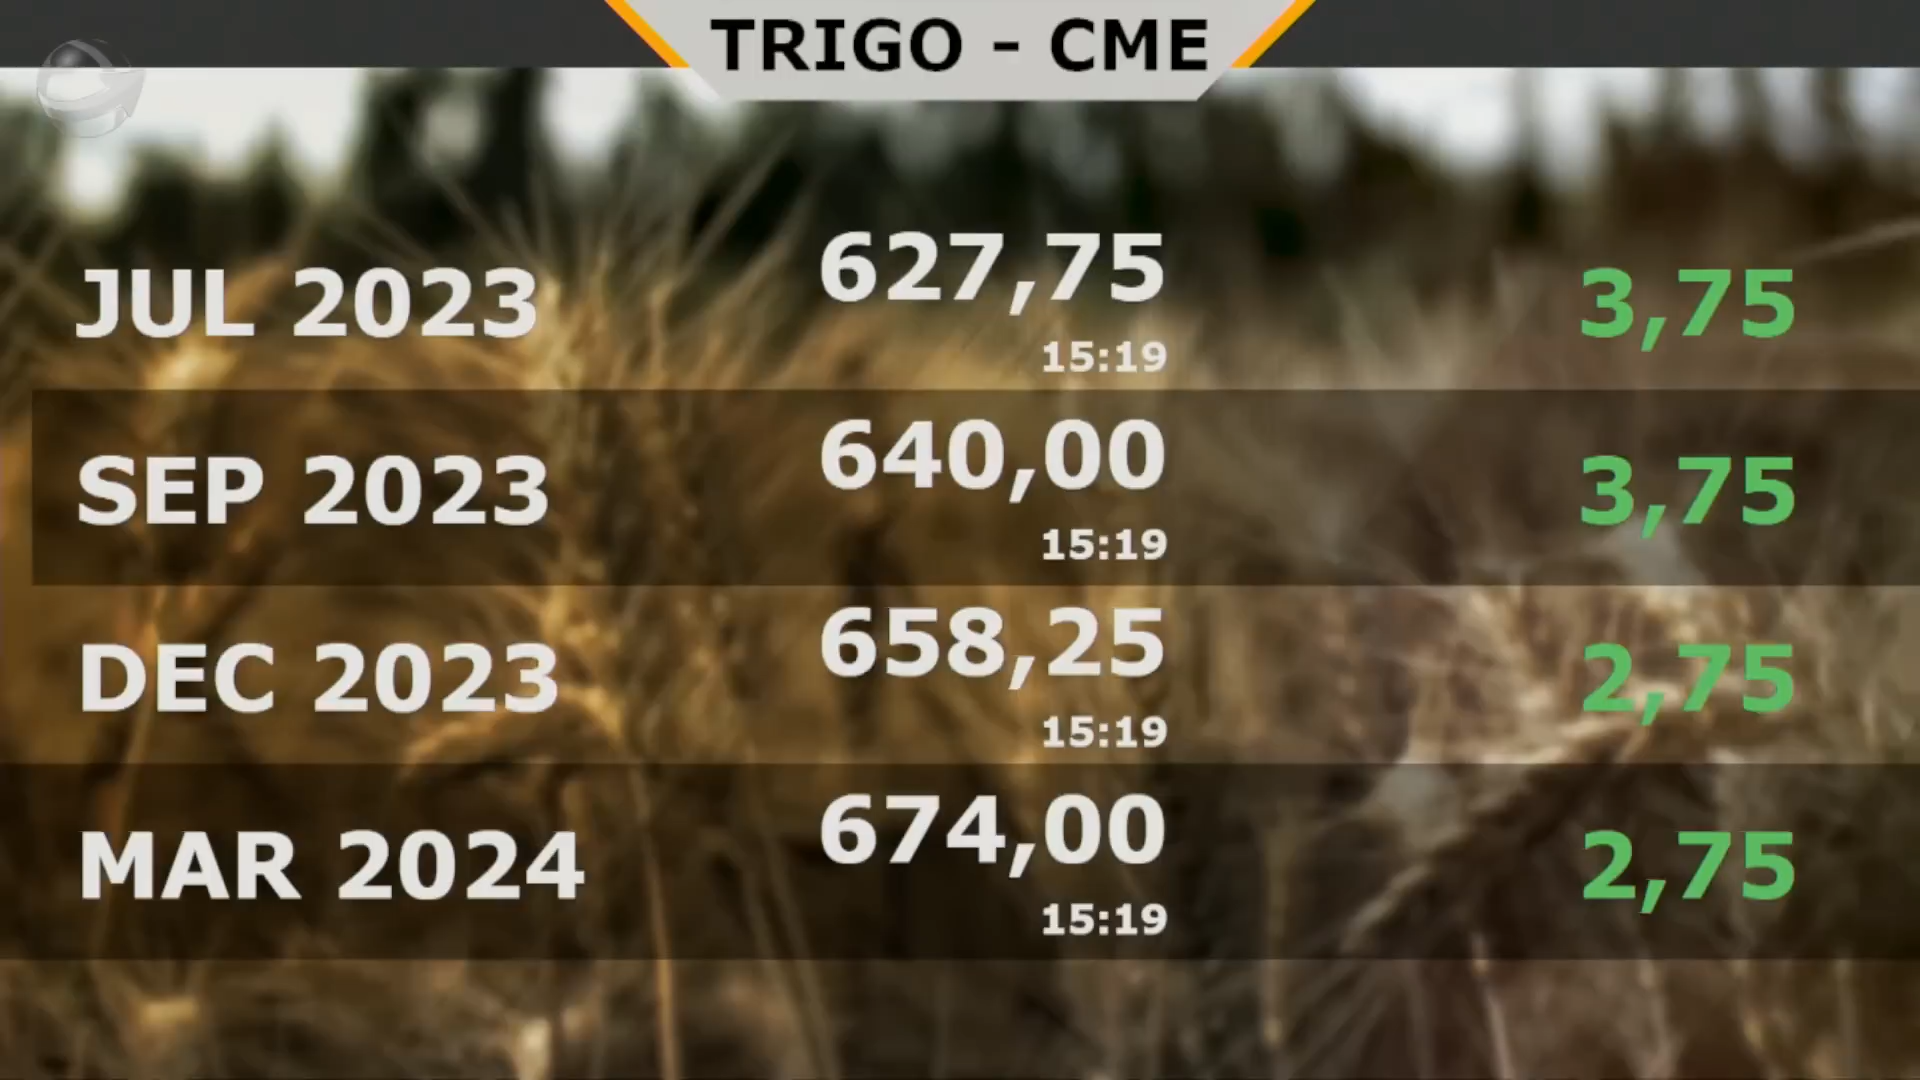 TRIGO - CME
JUL 2023 627,75 3,75
15:19
SEP 2023 640,00 3,75
15:19
DEC 2023 658,25 2,75
15:19
MAR 2024 674,00 2,75
15:19